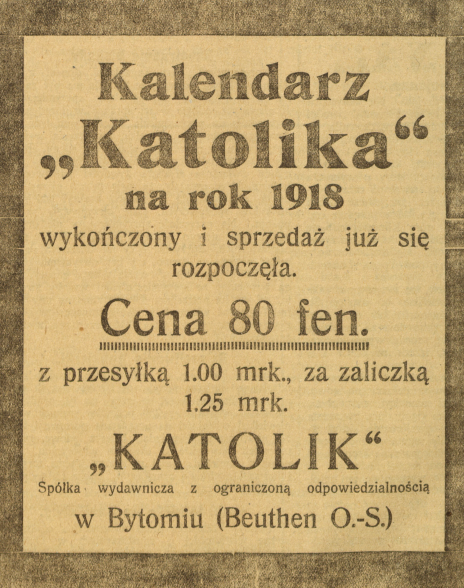 Kalendarz
„Katolika“
na rok 1918
wykończony i sprzedaż już się
rozpoczęła.
Cena 80 fen.
z przesyłką 1.00 mrk., za zaliczką
1.25 mrk.
„KATOLIK“
Spółka wydawnicza z ograniczoną odpowiedzialnością
w Bytomiu (Beuthen O.-S.)